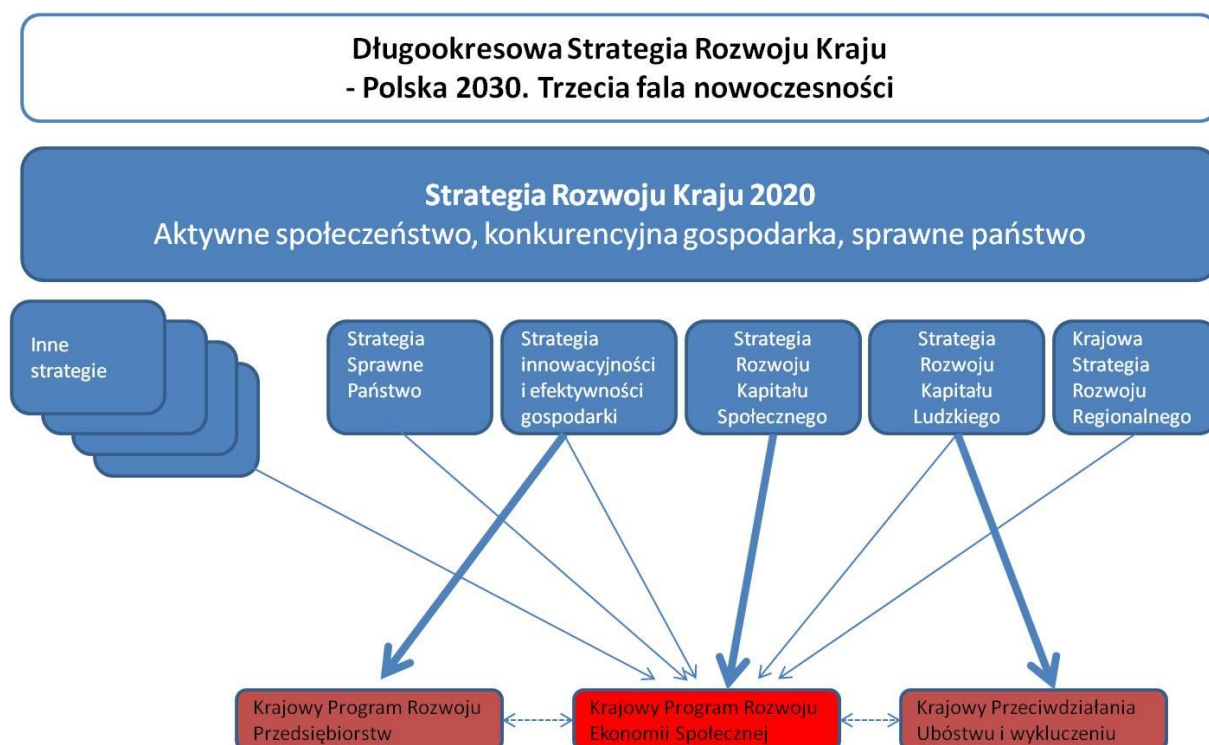 Długookresowa Strategia Rozwoju Kraju
- Polska 2030. Trzecia fala nowoczesności
Strategia Rozwoju Kraju 2020
Aktywne społeczeństwo, konkurencyjna gospodarka, sprawne państwo
Inne
strategie
Strategia
Sprawne
Państwo
Strategia
innowacyjności
i efektywności
gospodarki
Strategia
Rozwoju
Kapitału
Społecznego
Strategia
Rozwoju
Kapitału
Ludzkiego
Krajowa
Strategia
Rozwoju
Regionalnego
Krajowy Program Rozwoju
Przedsiębiorstw
Krajowy Program Rozwoju
Ekonomii Społecznej
Krajowy Przeciwdziałania
Ubóstwu i wykluczeniu